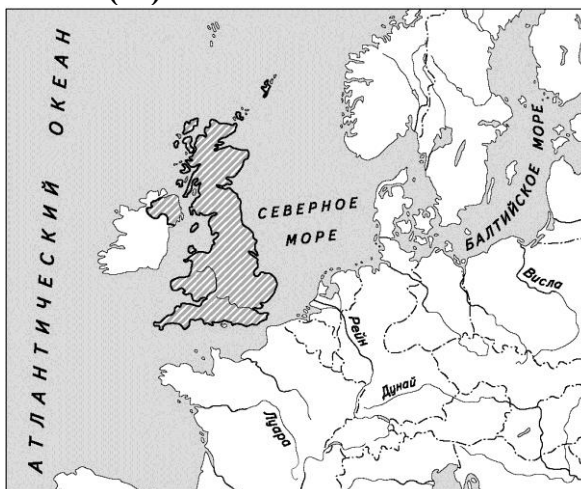 АТЛАНТИЧЕСКИЙ ОКЕАН
СЕВЕРНОЕ
МОРЕ
БАЛТИЙСКОЕ МОРЕ
Висла
Рейн
Дунай
Луара